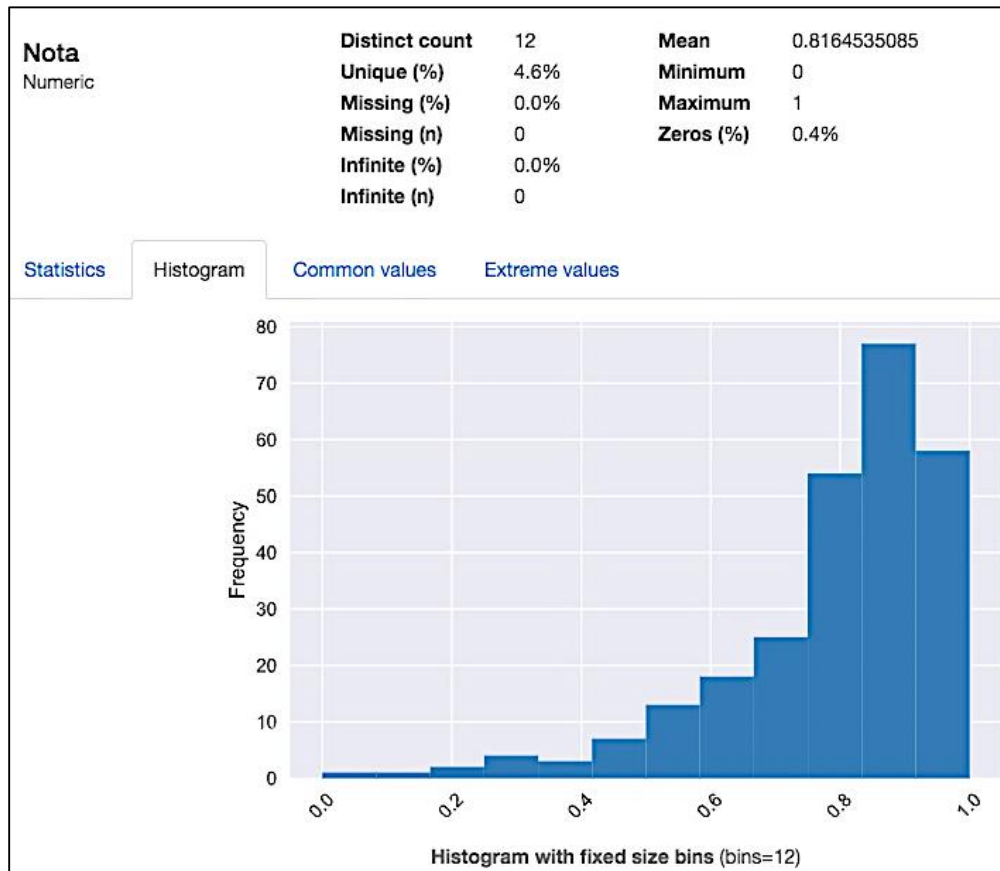 Nota
Numeric
Distinct count 12
Unique (%) 4.6%
Missing (%) 0.0%
Missing (n) 0
Infinite (%) 0.0%
Infinite (n) 0
Mean 0.8164535085
Minimum 0
Maximum 1
Zeros (%) 0.4%
Statistics Histogram Common values Extreme values
80
70
60
50
40
30
20
10
0
Frequency
0.0 0.2 0.4 0.6 0.8 1.0
Histogram with fixed size bins (bins=12)